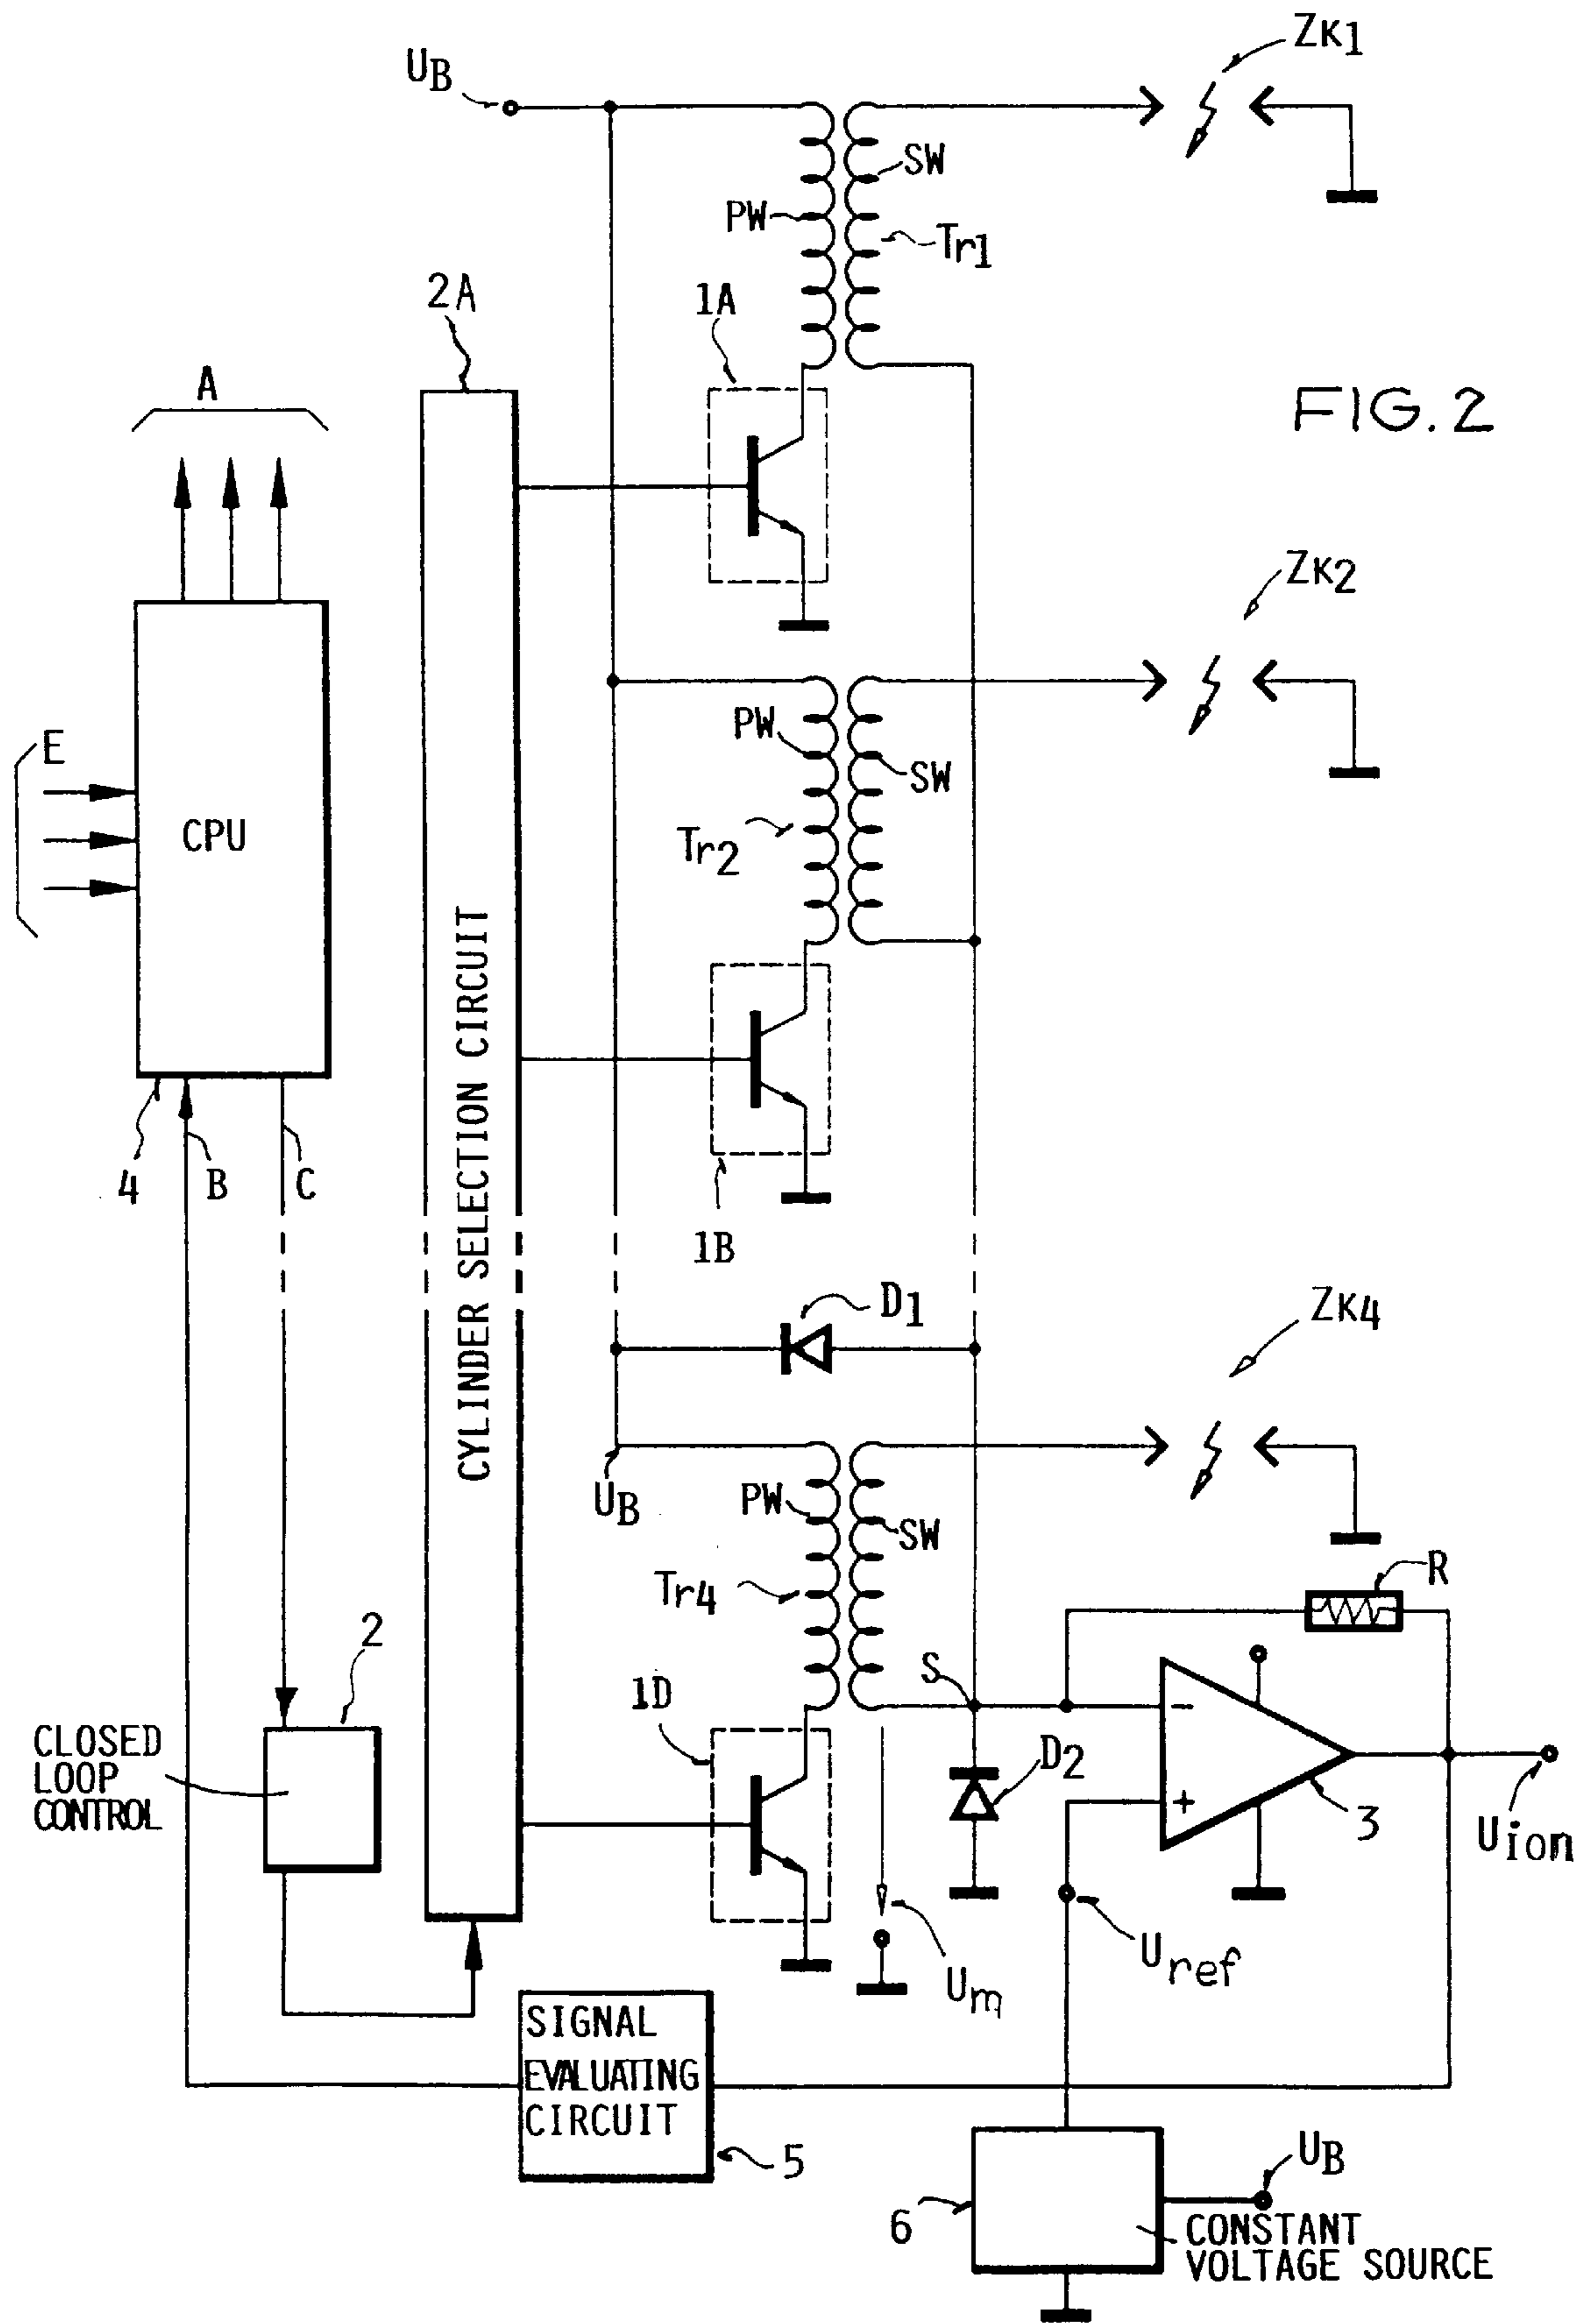 ZK1
UB
SW
PW
Tr1
2A
1A
A
FIG. 2
ZK2
E
PW
SW
CPU
Tr2
CYLINDER SELECTION CIRCUIT
4
B
C
1B
D1
ZK4
UB
PW
SW
R
Tr4
2
S
1D
CLOSED
LOOP
CONTROL
D2
-
+
3
Uion
Uref
Um
SIGNAL
EVALUATING
CIRCUIT
5
UB
6
CONSTANT
VOLTAGE SOURCE